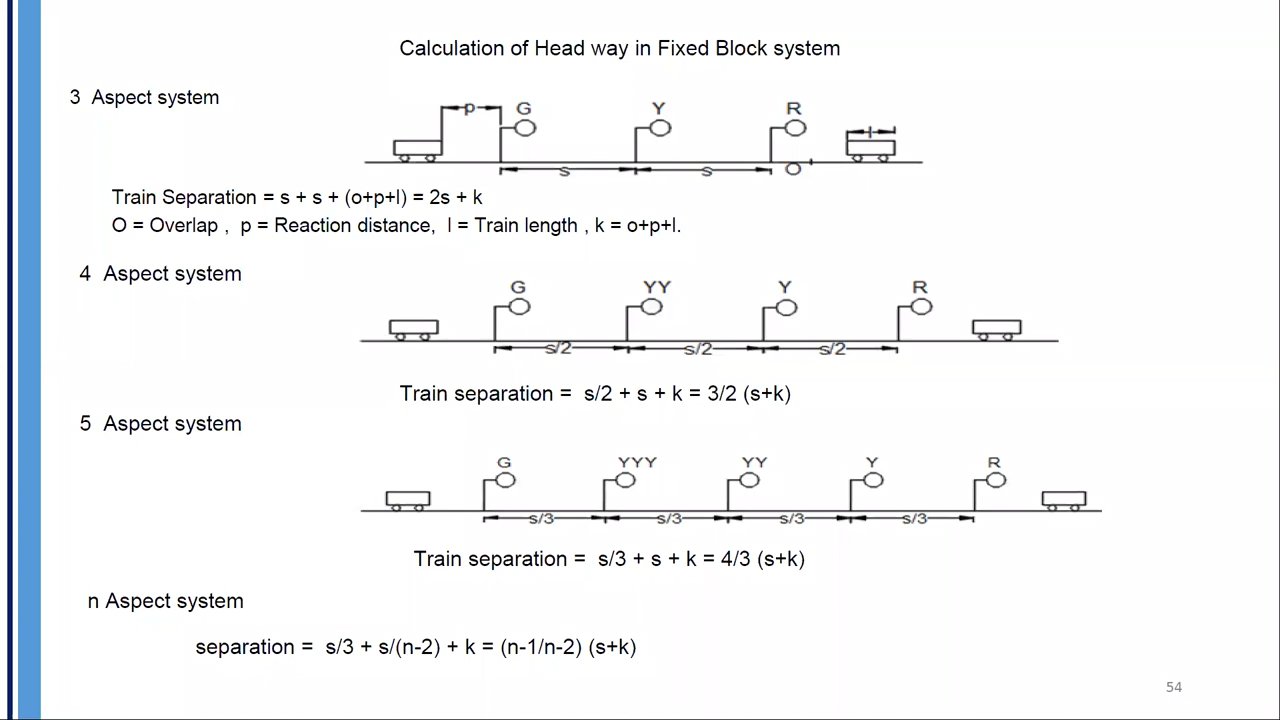 Calculation of Head way in Fixed Block system
3 Aspect system
p G Y R l
s s O
Train Separation = s + s + (o+p+l) = 2s + k
O = Overlap , p = Reaction distance, l = Train length , k = o+p+l.
4 Aspect system
G YY Y R
s/2 s/2 s/2
Train separation = s/2 + s + k = 3/2 (s+k)
5 Aspect system
G YYY YY Y R
s/3 s/3 s/3 s/3
Train separation = s/3 + s + k = 4/3 (s+k)
n Aspect system
separation = s/3 + s/(n-2) + k = (n-1/n-2) (s+k)
54